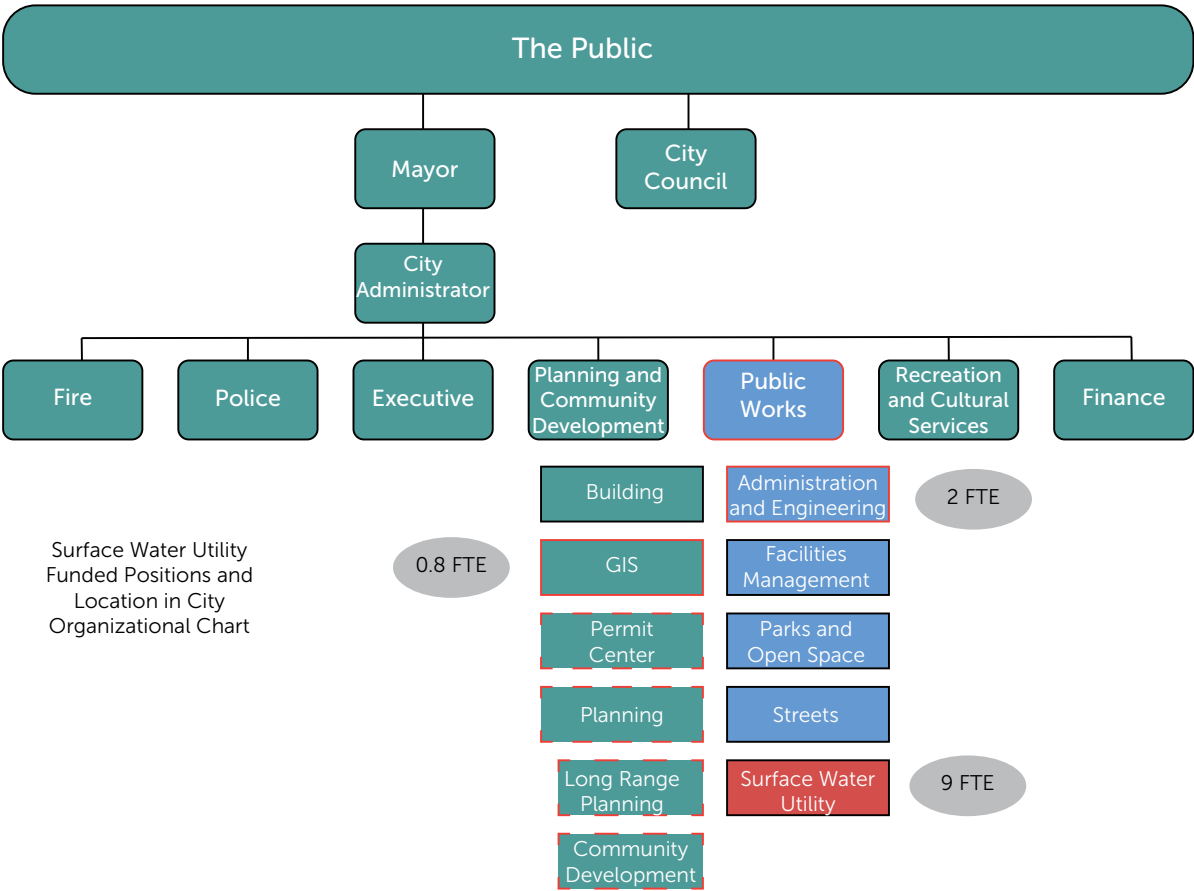 The Public
Mayor
City
Council
City
Administrator
Fire
Police
Executive
Planning and
Community
Development
Public
Works
Recreation
and Cultural
Services
Finance
Building
Administration
and Engineering
2 FTE
Surface Water Utility
Funded Positions and
Location in City
Organizational Chart
0.8 FTE
GIS
Facilities
Management
Permit
Center
Parks and
Open Space
Planning
Streets
Long Range
Planning
Surface Water
Utility
9 FTE
Community
Development